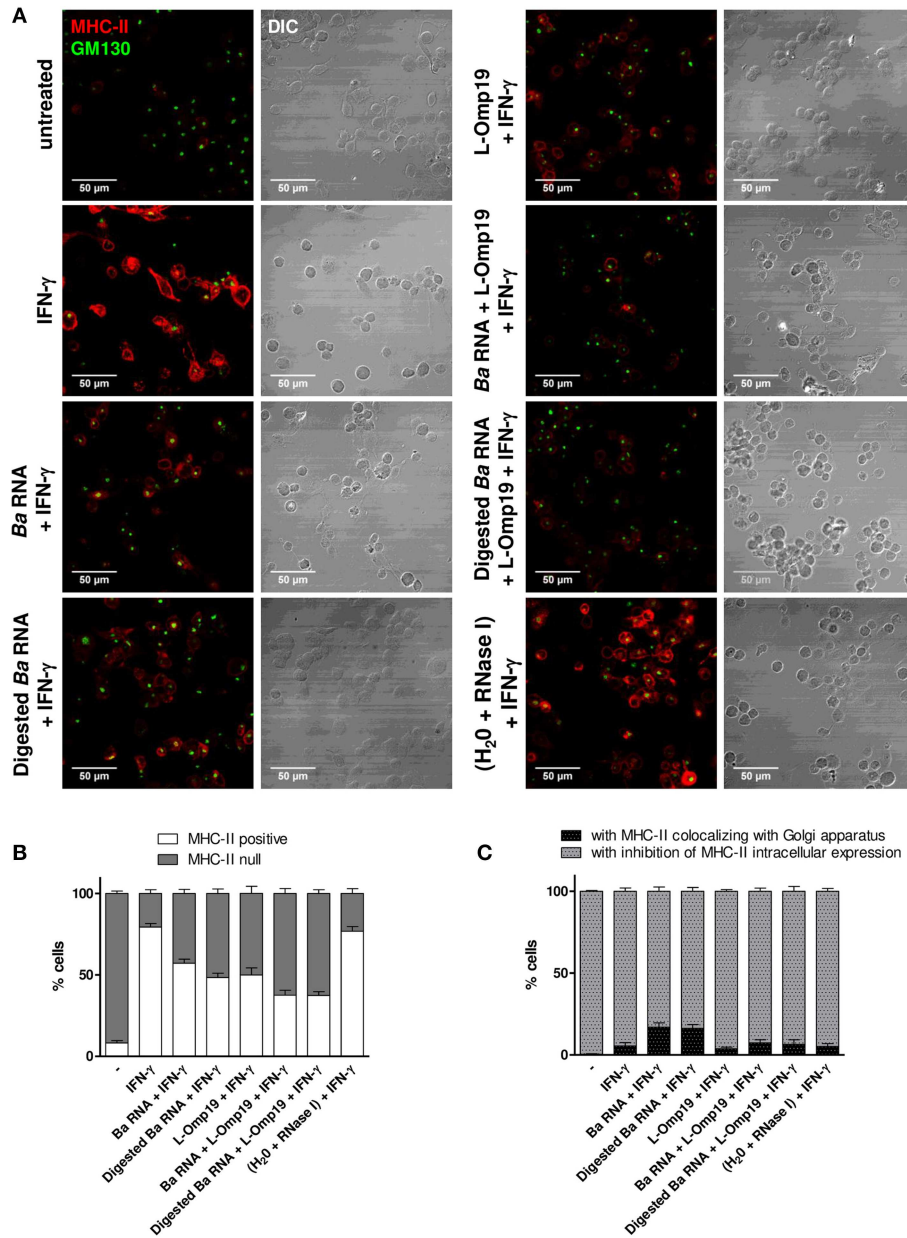 A
MHC-II
GM130
DIC
untreated
50 µm
50 µm
IFN-γ
50 µm
50 µm
Ba RNA
+ IFN-γ
50 µm
50 µm
Digested Ba RNA
+ IFN-γ
50 µm
50 µm
L-Omp19
+ IFN-γ
50 µm
50 µm
Ba RNA + L-Omp19
+ IFN-γ
50 µm
50 µm
Digested Ba RNA
+ L-Omp19 + IFN-γ
50 µm
50 µm
(H₂0 + RNase I)
+ IFN-γ
50 µm
50 µm
B
MHC-II positive
MHC-II null
% cells
100
50
0
-
IFN-γ
Ba RNA + IFN-γ
Digested Ba RNA + IFN-γ
L-Omp19 + IFN-γ
Ba RNA + L-Omp19 + IFN-γ
Digested Ba RNA + L-Omp19 + IFN-γ
(H₂0 + RNase I) + IFN-γ
C
with MHC-II colocalizing with Golgi apparatus
with inhibition of MHC-II intracellular expression
% cells
100
50
0
-
IFN-γ
Ba RNA + IFN-γ
Digested Ba RNA + IFN-γ
L-Omp19 + IFN-γ
Ba RNA + L-Omp19 + IFN-γ
Digested Ba RNA + L-Omp19 + IFN-γ
(H₂0 + RNase I) + IFN-γ